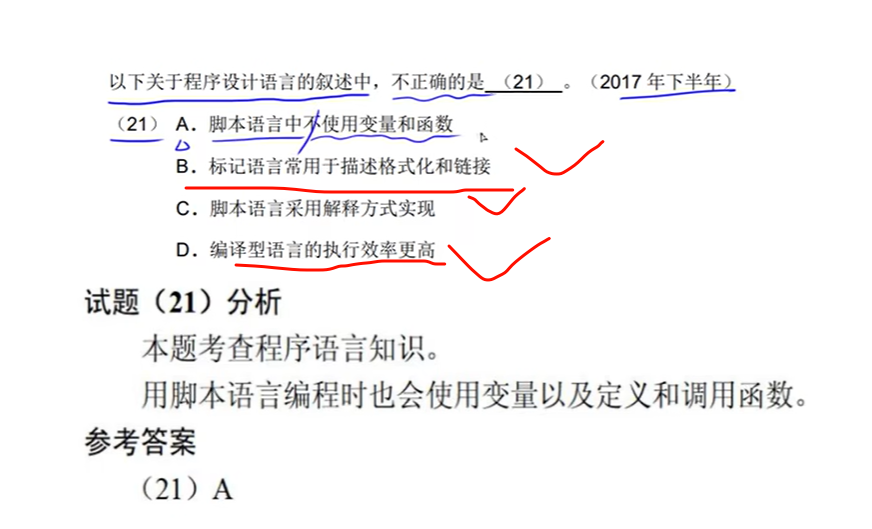 以下关于程序设计语言的叙述中，不正确的是 （21） 。（2017 年下半年）
（21） A．脚本语言中不使用变量和函数
B．标记语言常用于描述格式化和链接
C．脚本语言采用解释方式实现
D．编译型语言的执行效率更高
试题（21）分析
本题考查程序语言知识。
用脚本语言编程时也会使用变量以及定义和调用函数。
参考答案
（21）A